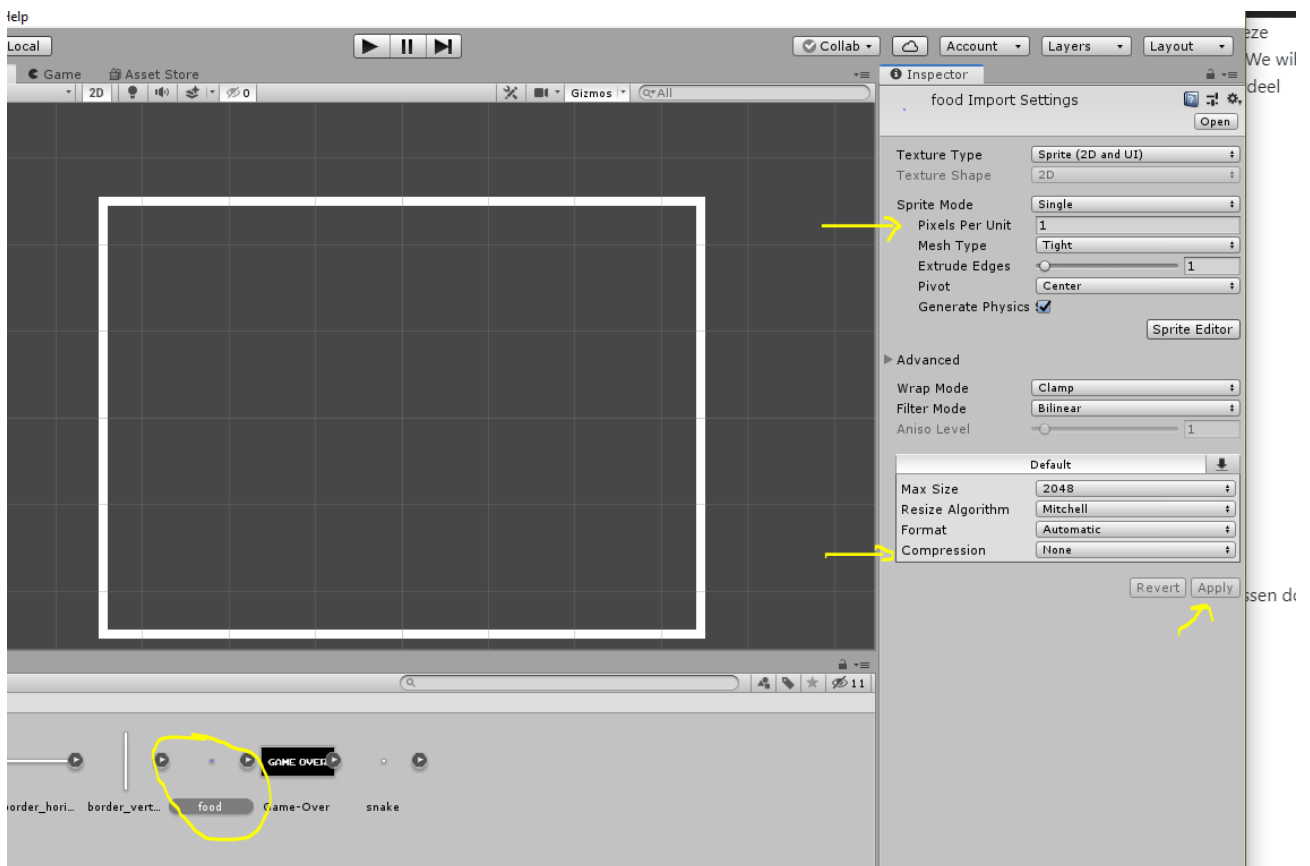 Help
Local
Collab
Account
Layers
Layout
eze
We wil
deel
Game
Asset Store
Inspector
2D
0
Gizmos
All
food Import Settings
Open
Texture Type Sprite (2D and UI)
Texture Shape 2D
Sprite Mode Single
Pixels Per Unit 1
Mesh Type Tight
Extrude Edges 1
Pivot Center
Generate Physics S
Sprite Editor
Advanced
Wrap Mode Clamp
Filter Mode Bilinear
Aniso Level 1
Default
Max Size 2048
Resize Algorithm Mitchell
Format Automatic
Compression None
Revert Apply
ssen do
11
GAME OVER
border_hori... border_vert... food Game-Over snake